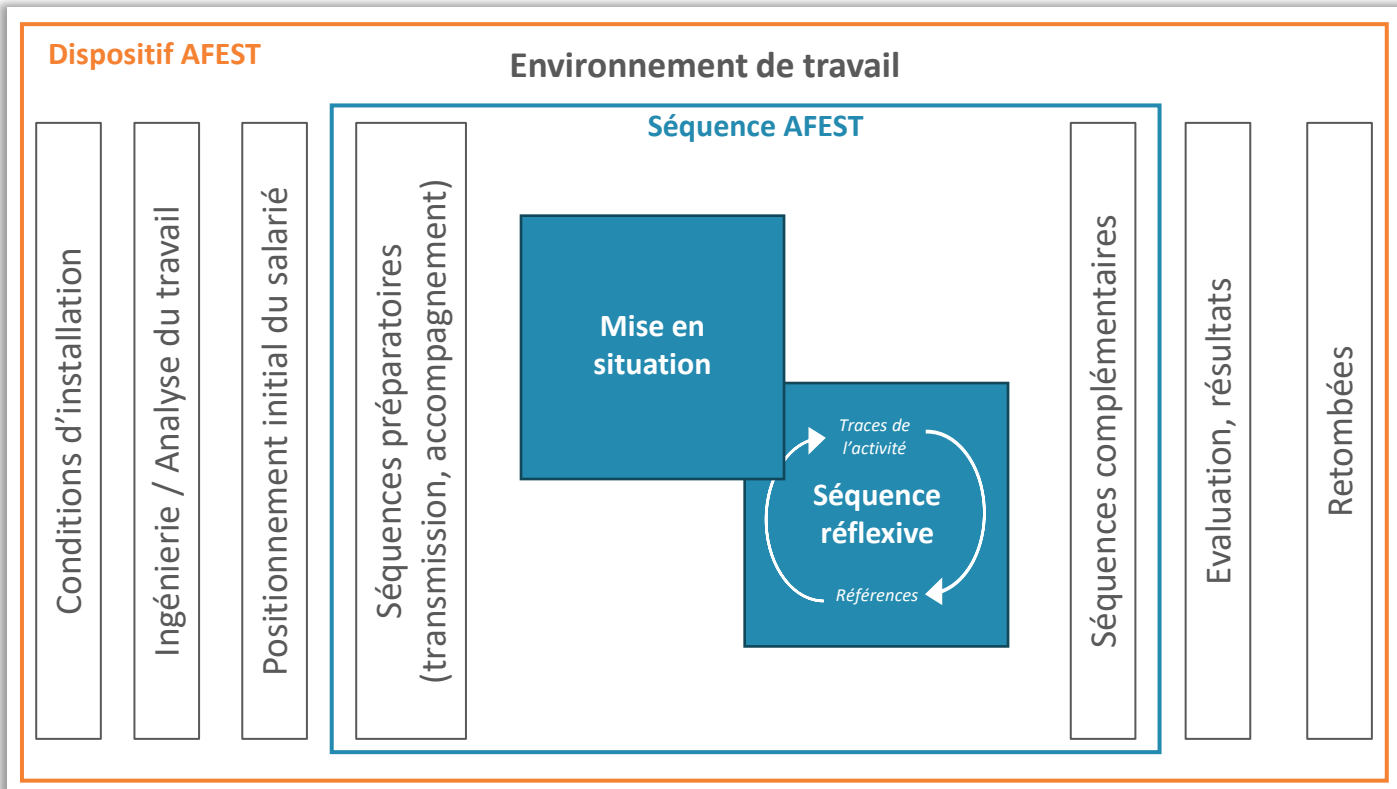 Dispositif AFEST
Environnement de travail
Conditions d’installation
Ingénierie / Analyse du travail
Positionnement initial du salarié
Séquence AFEST
Séquences préparatoires
(transmission, accompagnement)
Mise en
situation
Traces de
l’activité
Séquence
réflexive
Références
Séquences complémentaires
Evaluation, résultats
Retombées